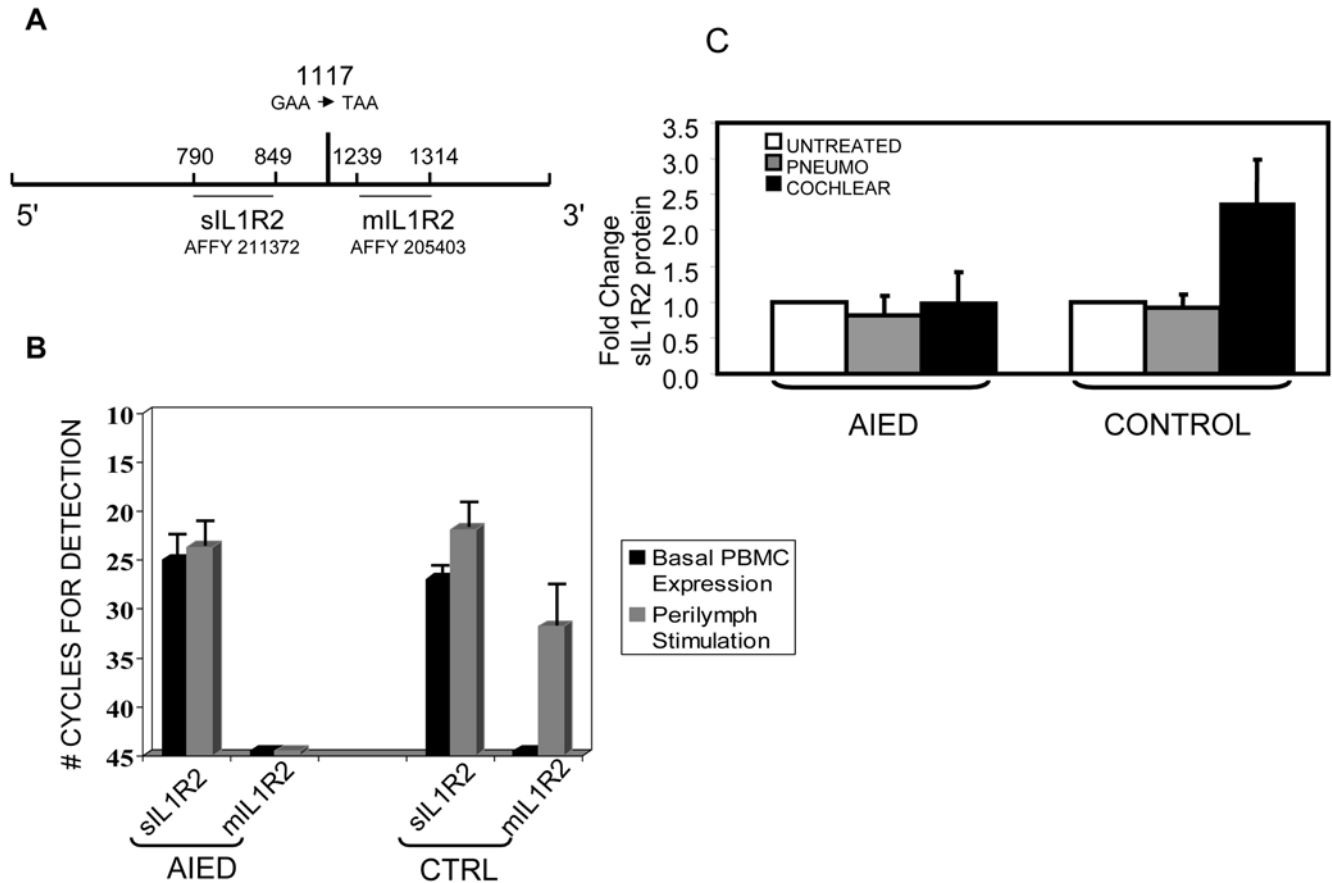 A
1117
GAA → TAA
790 849 1239 1314
5' 3'
sIL1R2 mIL1R2
AFFY 211372 AFFY 205403
B
# CYCLES FOR DETECTION
10
15
20
25
30
35
40
45
sIL1R2 mIL1R2 sIL1R2 mIL1R2
AIED CTRL
Basal PBMC
Expression
Perilymph
Stimulation
C
Fold Change
sIL1R2 protein
3.5
3.0
2.5
2.0
1.5
1.0
0.5
0.0
UNTREATED
PNEUMO
COCHLEAR
AIED CONTROL